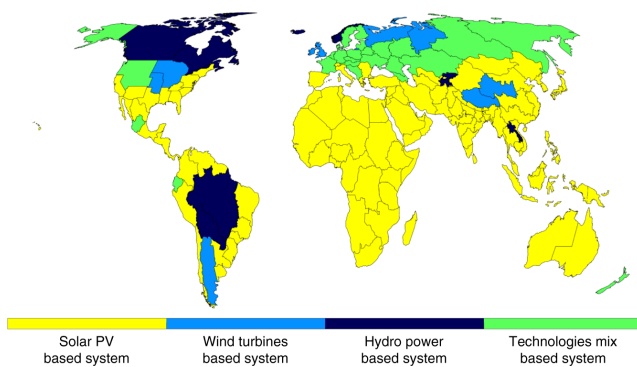 Solar PV
based system
Wind turbines
based system
Hydro power
based system
Technologies mix
based system